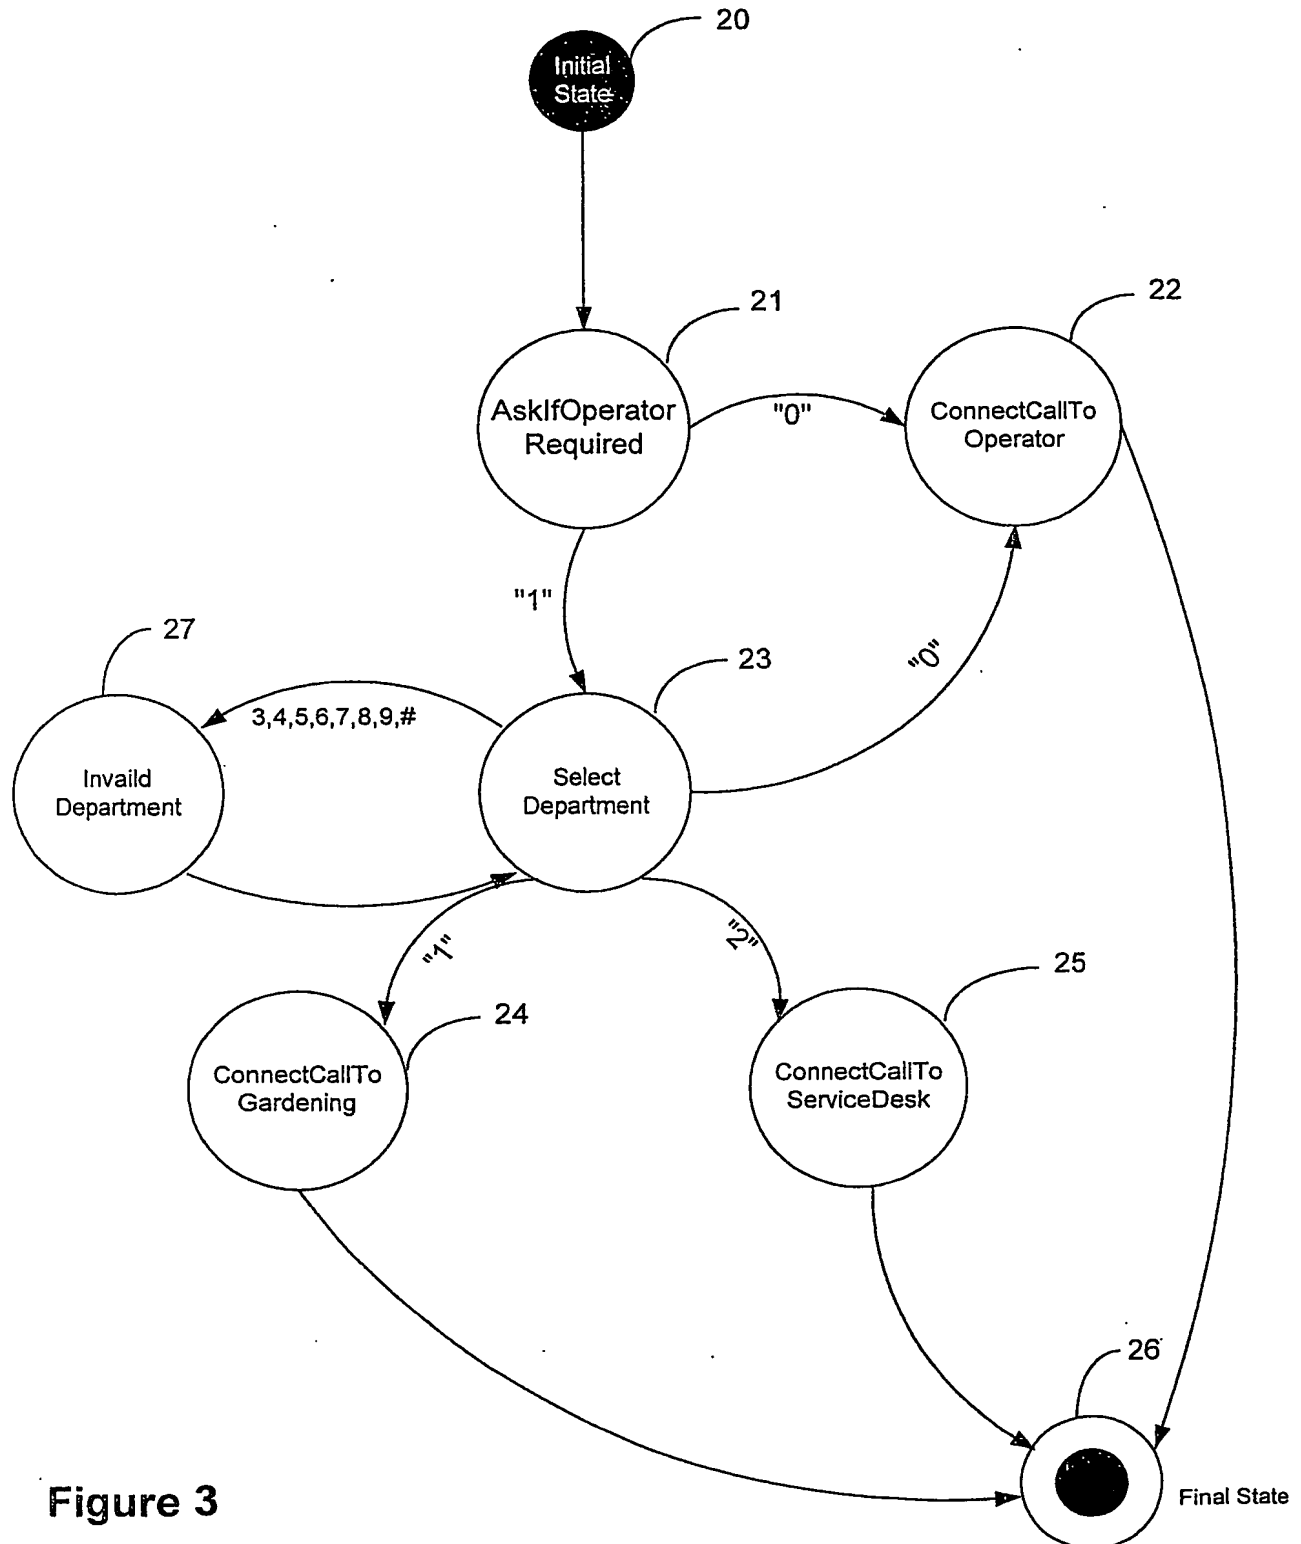 20
Initial
State
21
22
AskIfOperator
Required
"0"
ConnectCallTo
Operator
"1"
27
23
"0"
3,4,5,6,7,8,9,#
Invaild
Department
Select
Department
"1"
"2"
25
24
ConnectCallTo
Gardening
ConnectCallTo
ServiceDesk
26
Figure 3
Final State